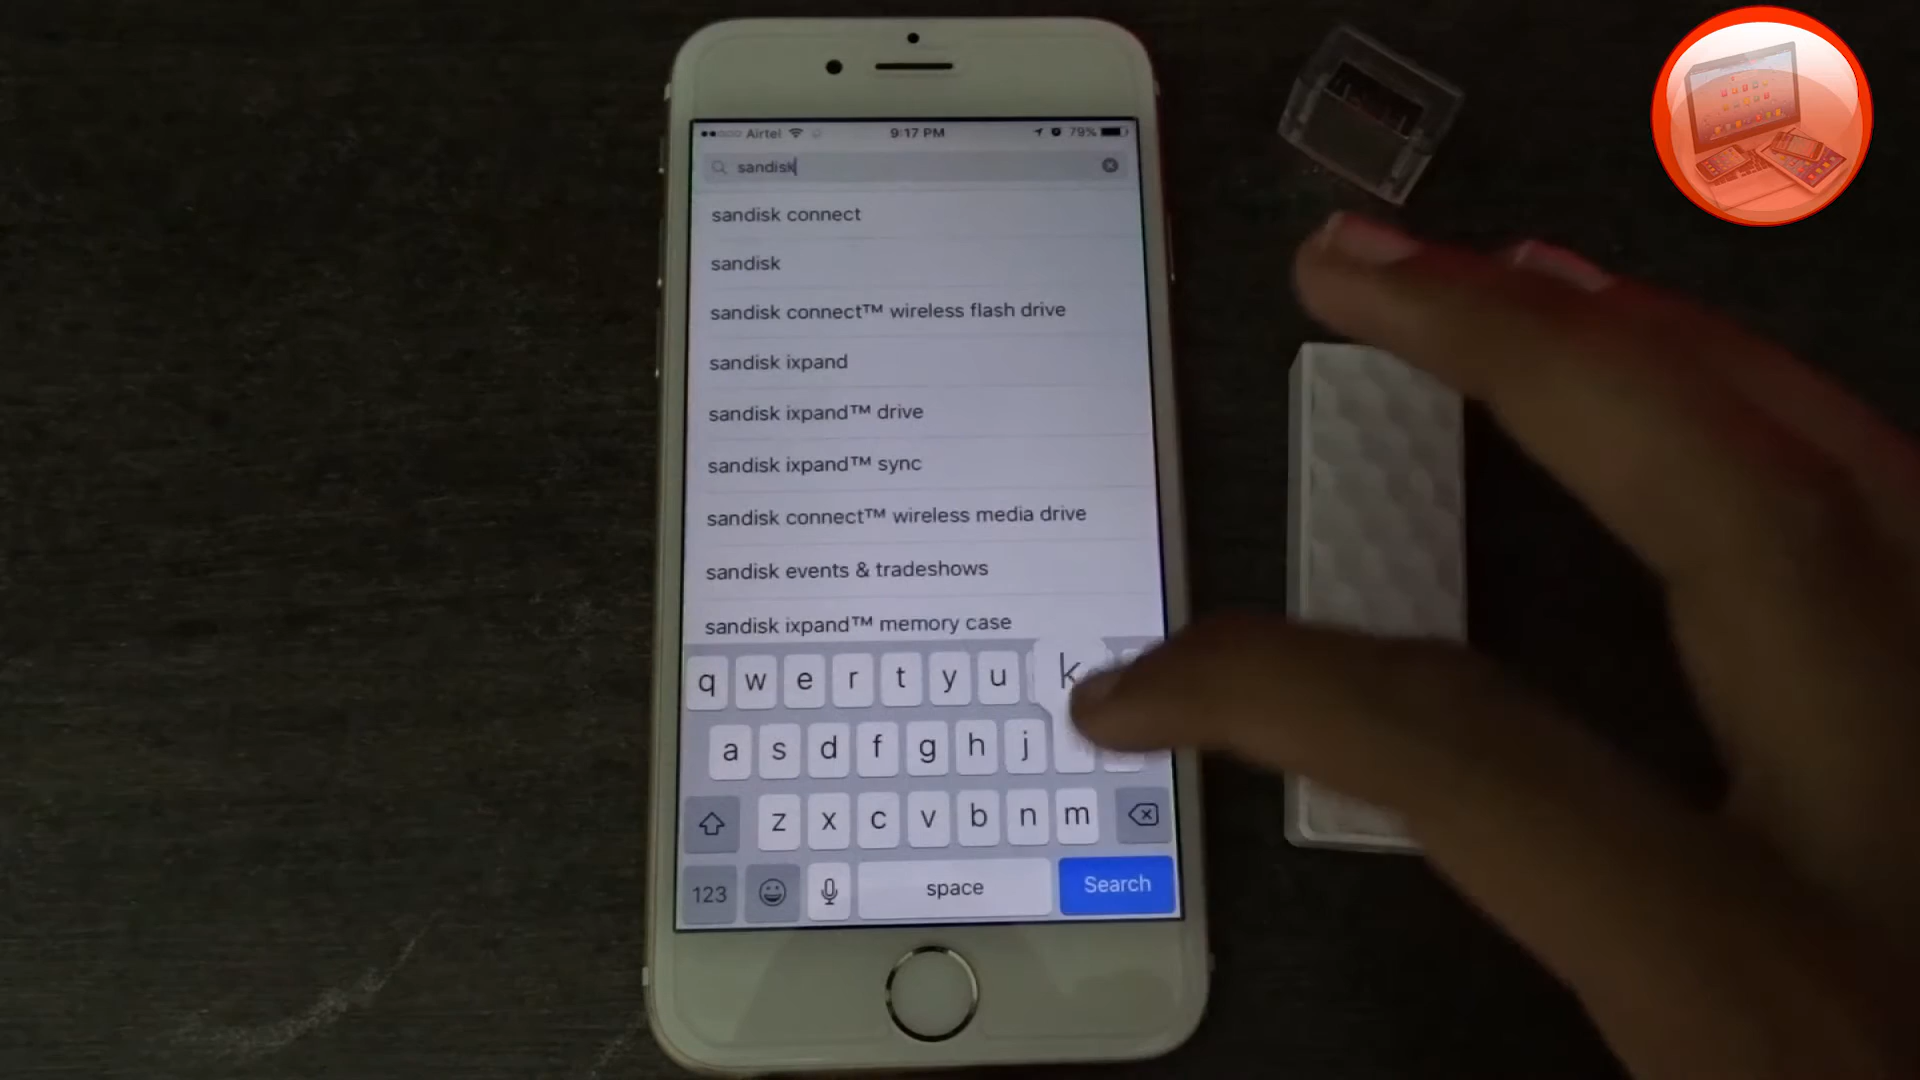 Airtel 9:17 PM 79%
sandisk
sandisk connect
sandisk
sandisk connect™ wireless flash drive
sandisk ixpand
sandisk ixpand™ drive
sandisk ixpand™ sync
sandisk connect™ wireless media drive
sandisk events & tradeshows
sandisk ixpand™ memory case
q w e r t y u k
a s d f g h j
z x c v b n m
123 space Search